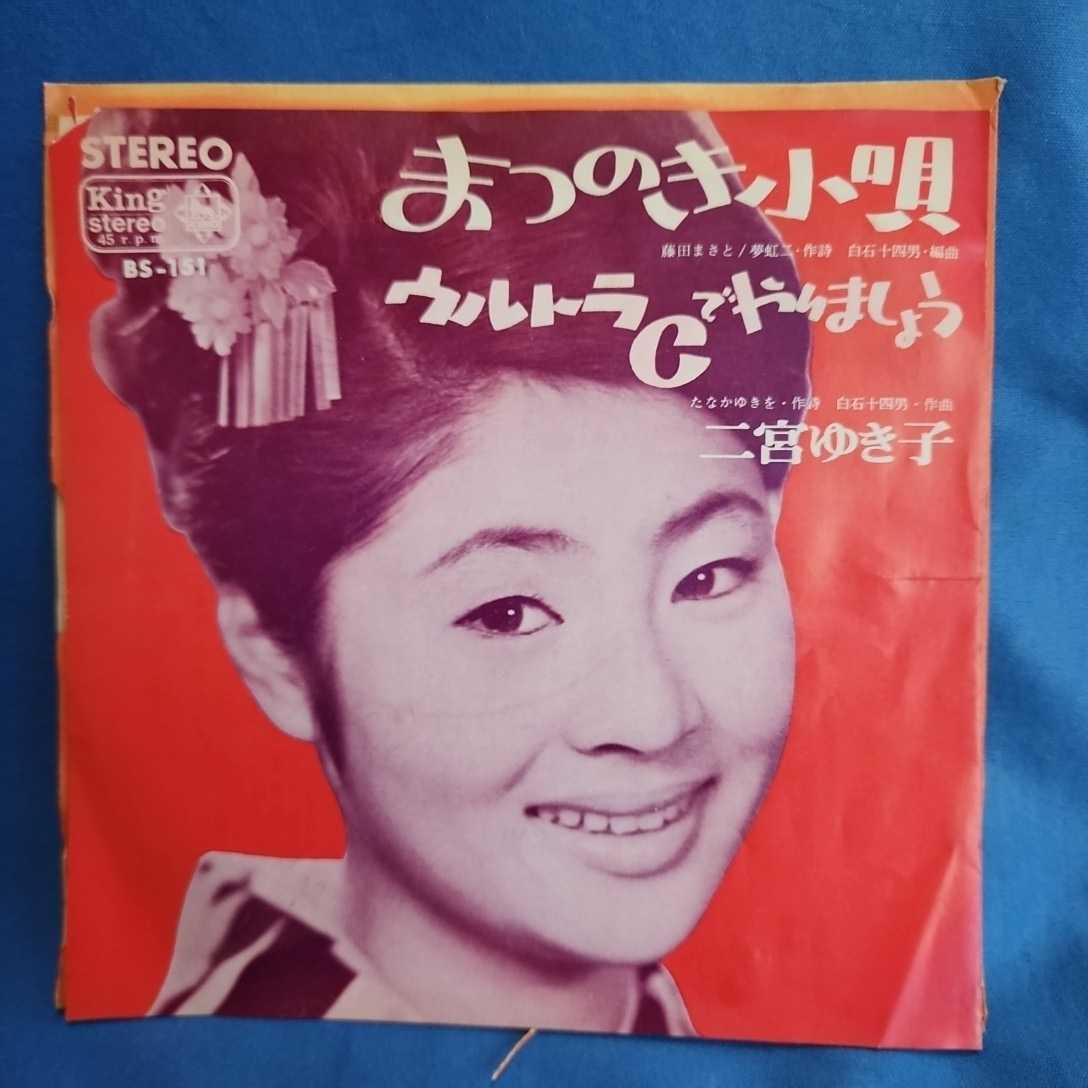 STEREO
King
stereo
45 r.p.m
BS-151
まつのき小唄
藤田まさと/夢虹二・作詩 白石十四男・編曲
ウルトラCでやりましょう
たなかゆきを・作詩 白石十四男・作曲
二宮ゆき子